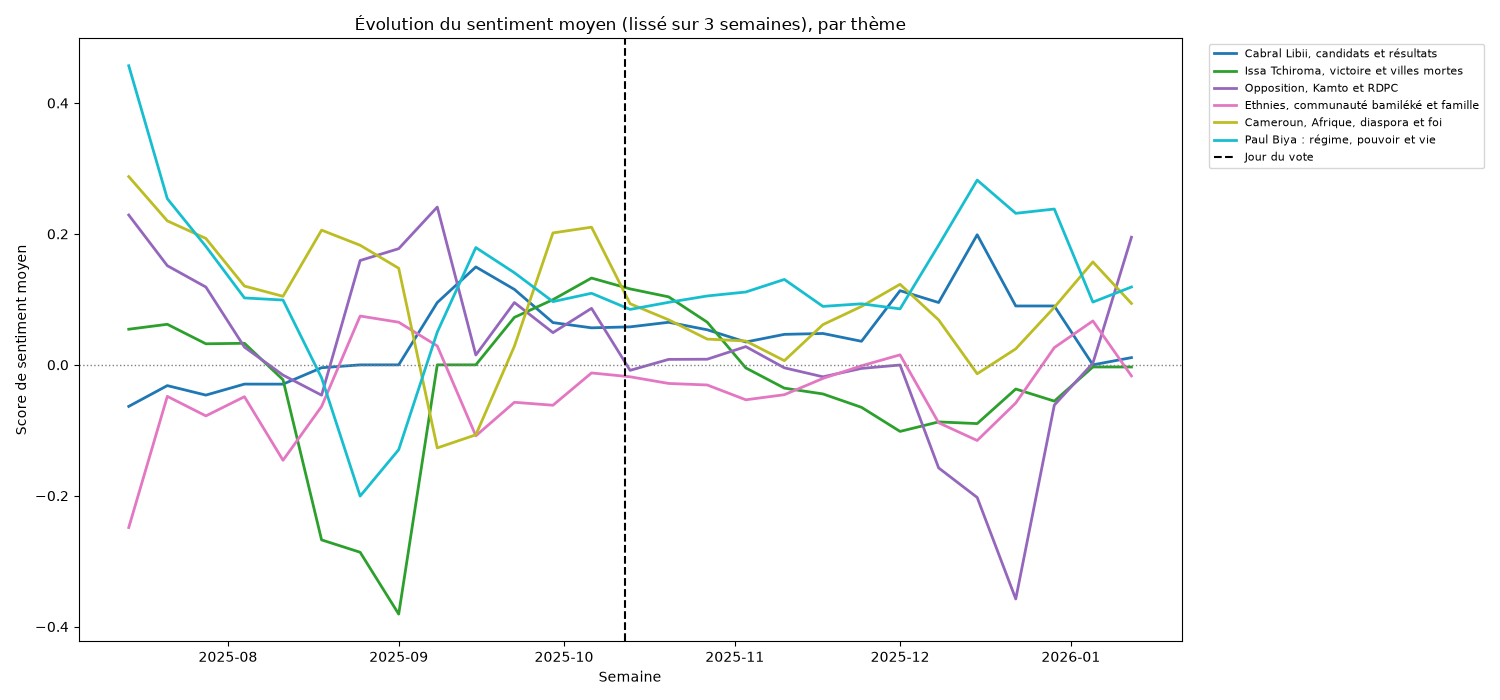 Évolution du sentiment moyen (lissé sur 3 semaines), par thème
Score de sentiment moyen
0.4
0.2
0.0
−0.2
−0.4
2025-08
2025-09
2025-10
2025-11
2025-12
2026-01
Semaine
Cabral Libii, candidats et résultats
Issa Tchiroma, victoire et villes mortes
Opposition, Kamto et RDPC
Ethnies, communauté bamiléké et famille
Cameroun, Afrique, diaspora et foi
Paul Biya : régime, pouvoir et vie
Jour du vote